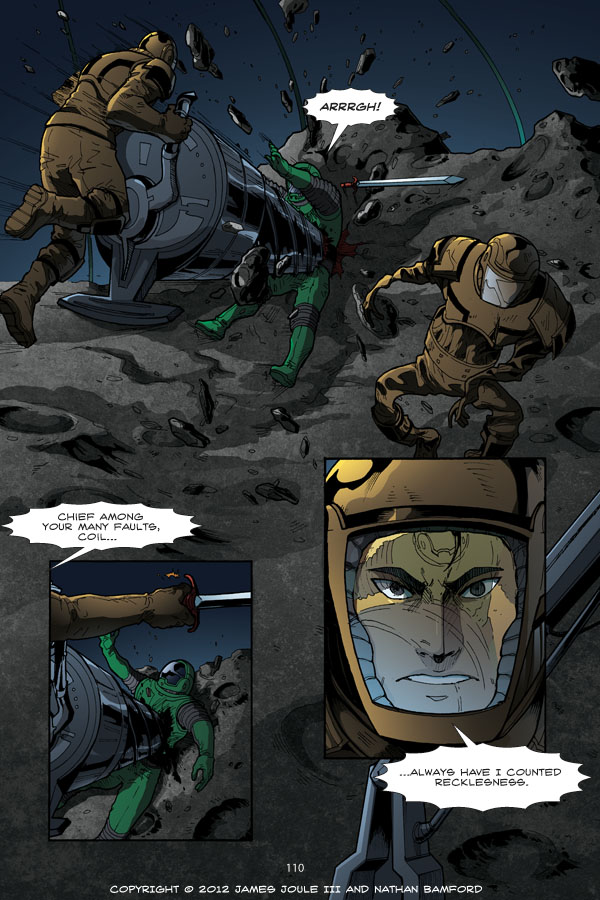 ARRRGH!
CHIEF AMONG
YOUR MANY FAULTS,
COIL...
...ALWAYS HAVE I COUNTED
RECKLESNESS.
110
COPYRIGHT © 2012 JAMES JOULE III AND NATHAN BAMFORD